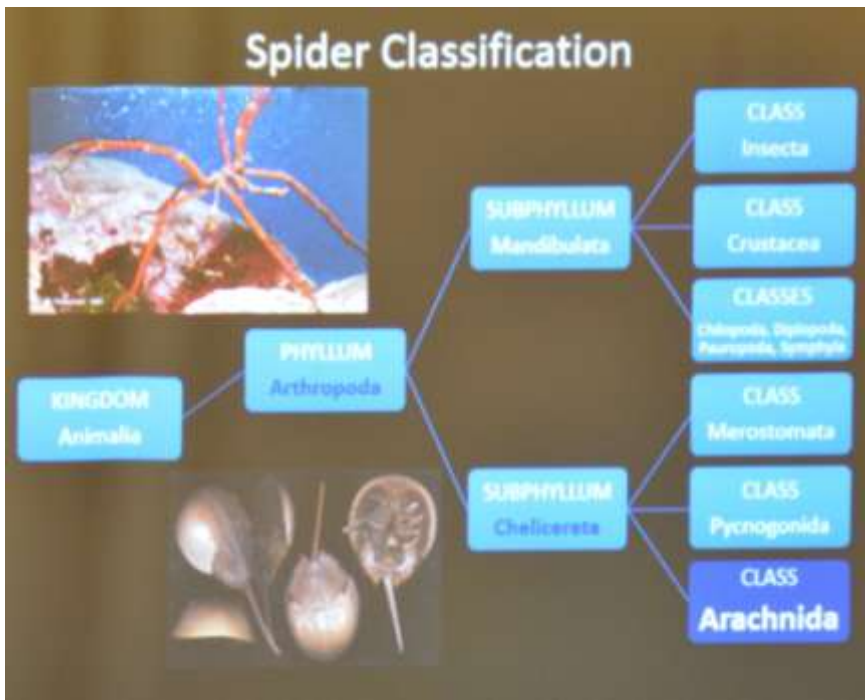 Spider Classification
CLASS
Insecta
SUBPHYLLUM
Mandibulata
CLASS
Crustacea
CLASSES
Chilopoda, Diplopoda,
Pauropoda, Symphyla
PHYLLUM
Arthropoda
KINGDOM
Animalia
CLASS
Merostomata
SUBPHYLLUM
Chelicereta
CLASS
Pycnogonida
CLASS
Arachnida